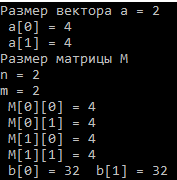 Размер вектора a = 2
a[0] = 4
a[1] = 4
Размер матрицы M
n = 2
m = 2
M[0][0] = 4
M[0][1] = 4
M[1][0] = 4
M[1][1] = 4
b[0] = 32  b[1] = 32